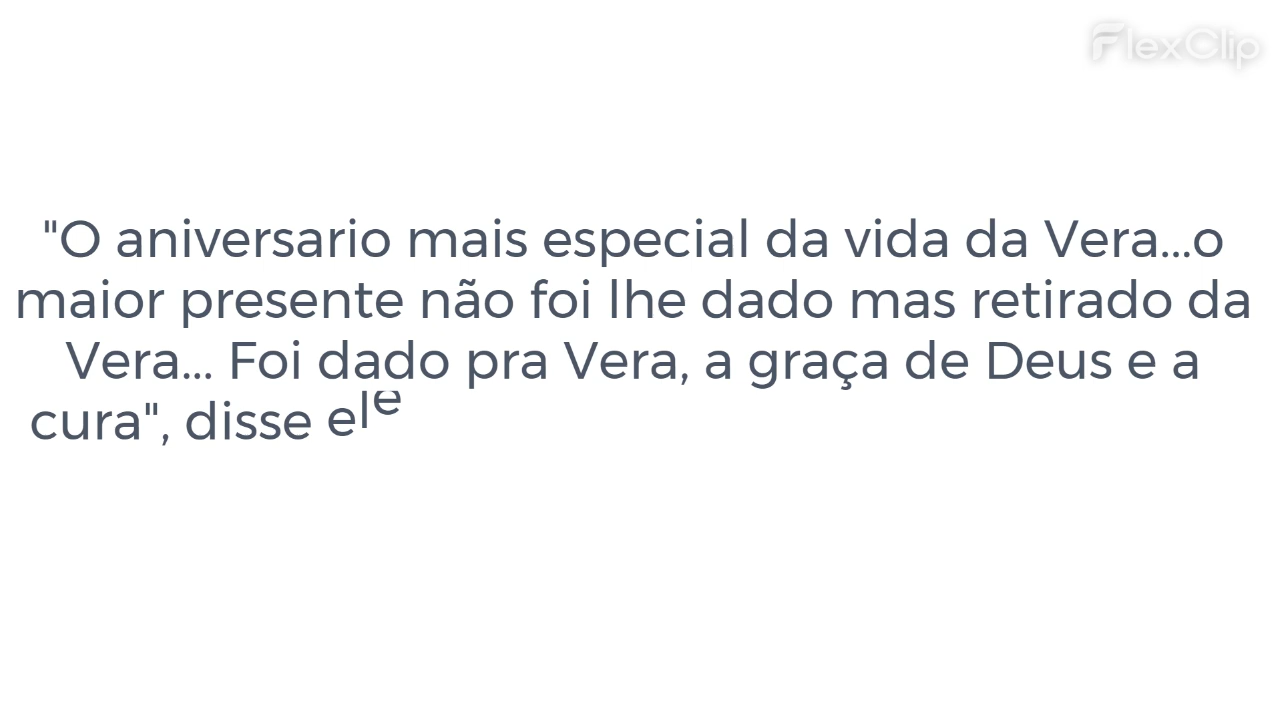 FlexClip
"O aniversario mais especial da vida da Vera...o
maior presente não foi lhe dado mas retirado da
Vera... Foi dado pra Vera, a graça de Deus e a
cura", disse ele